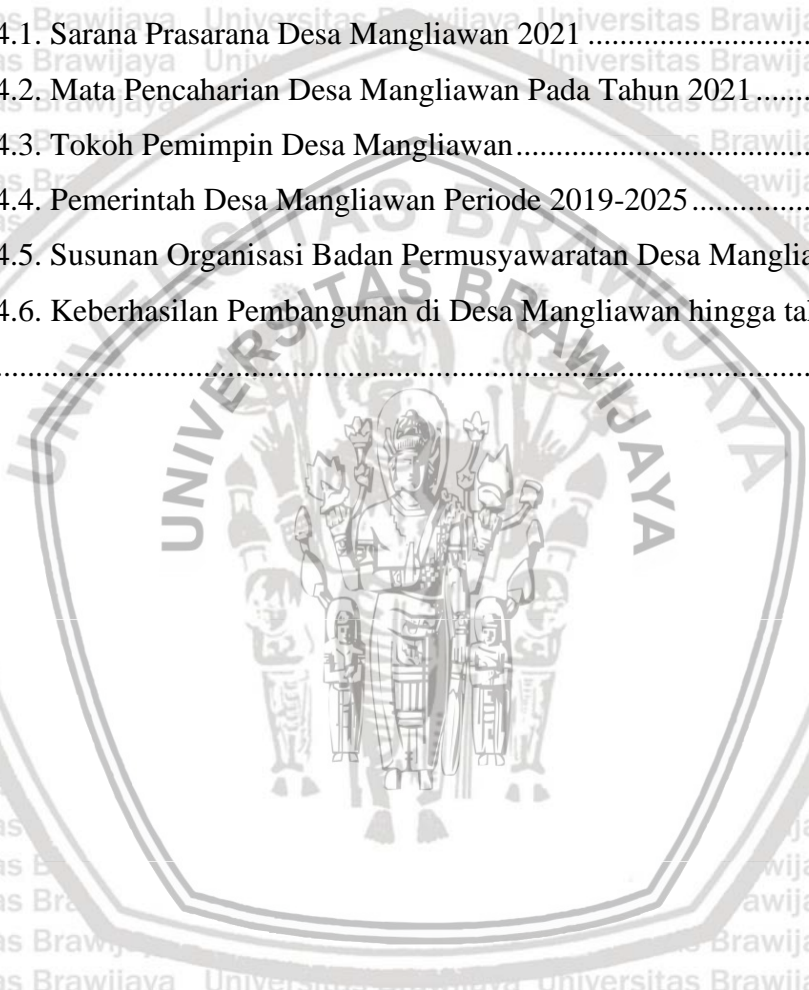 4.1. Sarana Prasarana Desa Mangliawan 2021 ..............................
4.2. Mata Pencaharian Desa Mangliawan Pada Tahun 2021 ..........
4.3. Tokoh Pemimpin Desa Mangliawan ..........................................
4.4. Pemerintah Desa Mangliawan Periode 2019-2025 ...............
4.5. Susunan Organisasi Badan Permusyawaratan Desa
4.6. Keberhasilan Pembangunan di Desa Mangliawan hingga
....................................................................................................
UNIVERSITAS BRAWIJAYA
UNIVERSITAS BRAWIJAYA